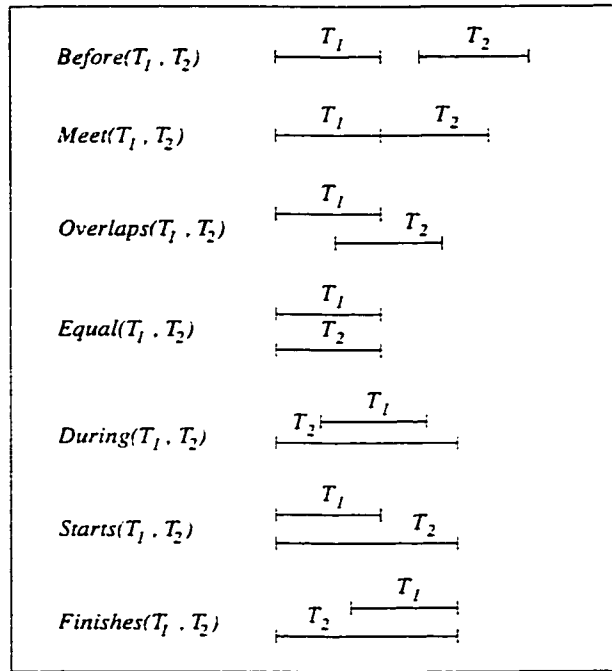 Before(T₁ , T₂) T₁ T₂
Meet(T₁ , T₂) T₁ T₂
T₁
Overlaps(T₁ , T₂) T₂
T₁
Equal(T₁ , T₂) T₂
T₁
During(T₁ , T₂) T₂
T₁
Starts(T₁ , T₂) T₂
T₁
Finishes(T₁ , T₂) T₂